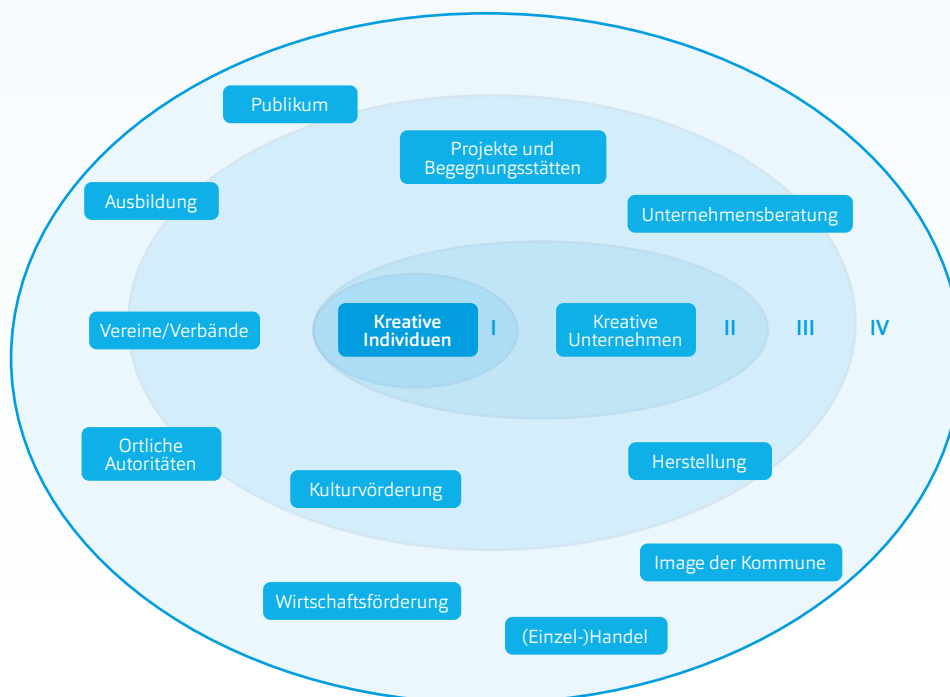 Publikum
Projekte und
Begegnungsstätten
Ausbildung
Unternehmensberatung
Vereine/Verbände
Kreative
Individuen
I
Kreative
Unternehmen
II
III
IV
Ortliche
Autoritäten
Herstellung
Kulturvörderung
Image der Kommune
Wirtschaftsförderung
(Einzel-)Handel